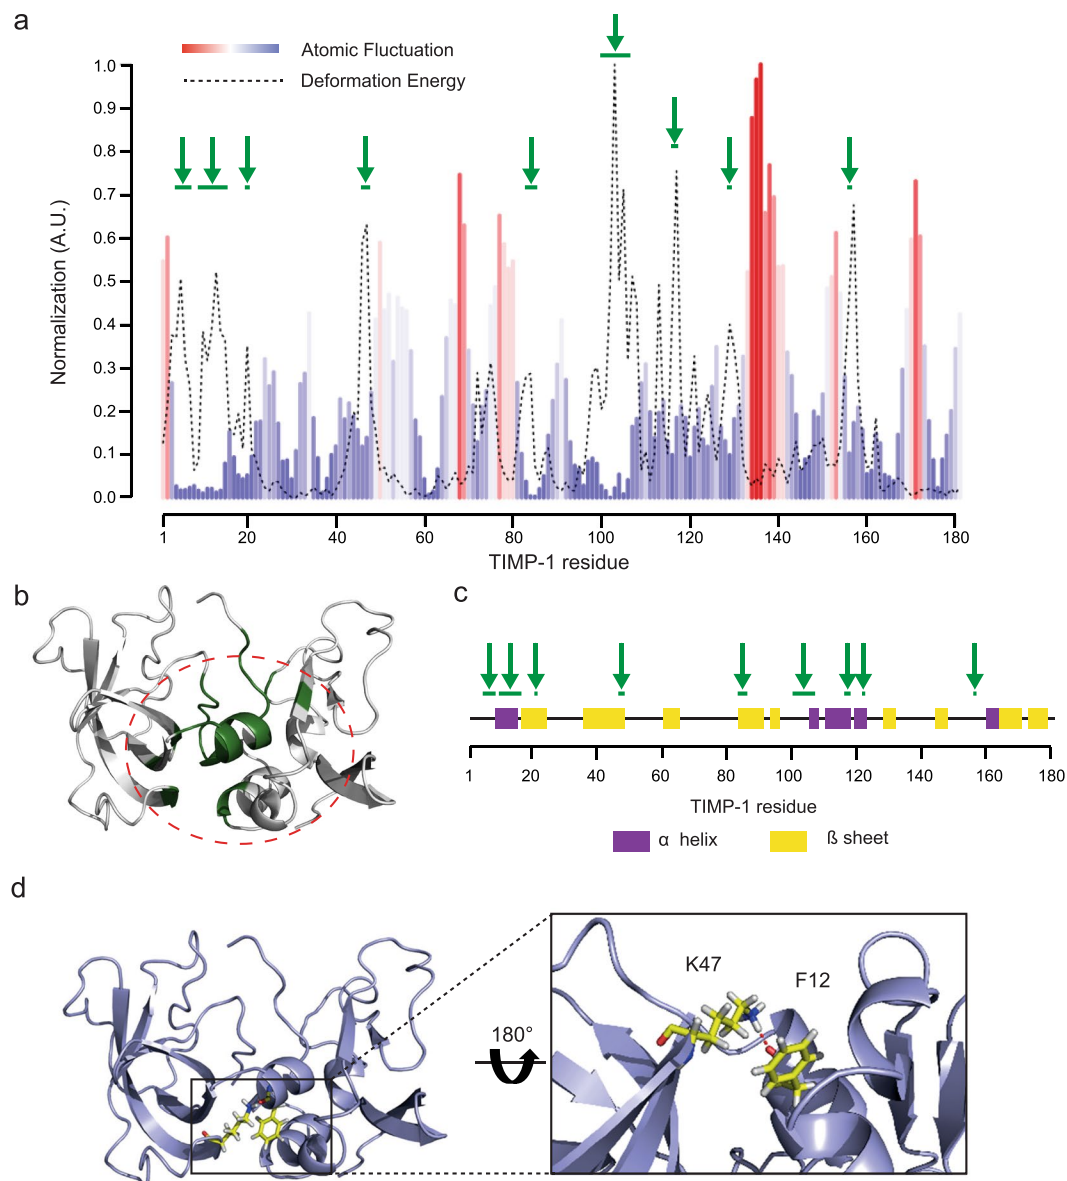 a
Atomic Fluctuation
Deformation Energy
Normalization (A.U.)
1.0
0.9
0.8
0.7
0.6
0.5
0.4
0.3
0.2
0.1
0.0
1 20 40 60 80 100 120 140 160 180
TIMP-1 residue
b
c
1 20 40 60 80 100 120 140 160 180
TIMP-1 residue
α helix
ß sheet
d
K47
F12
180°